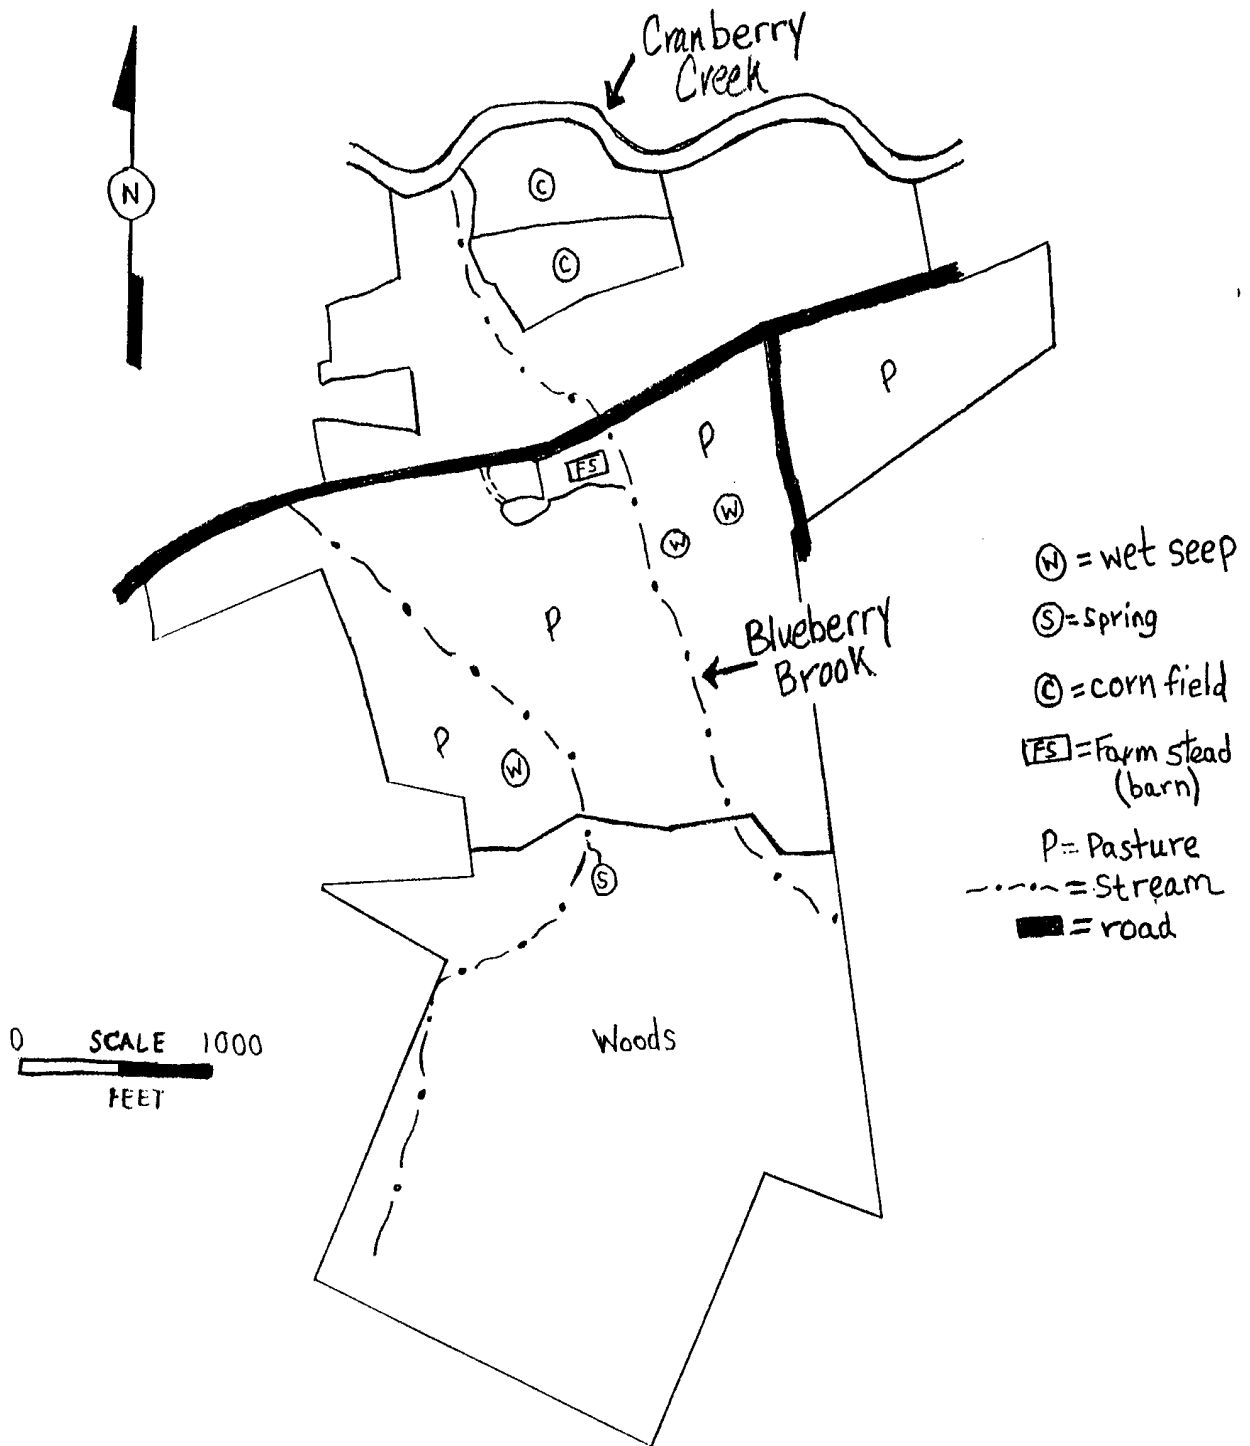 Cranberry
Creek
N
C
C
P
FS
P
W
W
P
Blueberry
Brook
P
W
S
Woods
W = wet seep
S = spring
C = corn field
FS = Farm stead
(barn)
P = Pasture
= Stream
= road
0 SCALE 1000
FEET